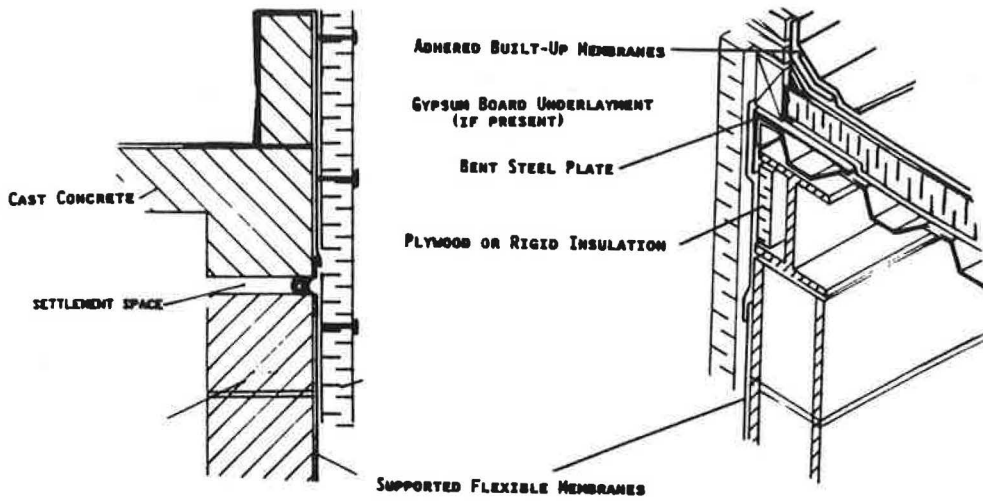 ADHERED BUILT-UP MEMBRANES
GYPSUM BOARD UNDERLAYMENT
(IF PRESENT)
BENT STEEL PLATE
CAST CONCRETE
PLYWOOD OR RIGID INSULATION
SETTLEMENT SPACE
SUPPORTED FLEXIBLE MEMBRANES